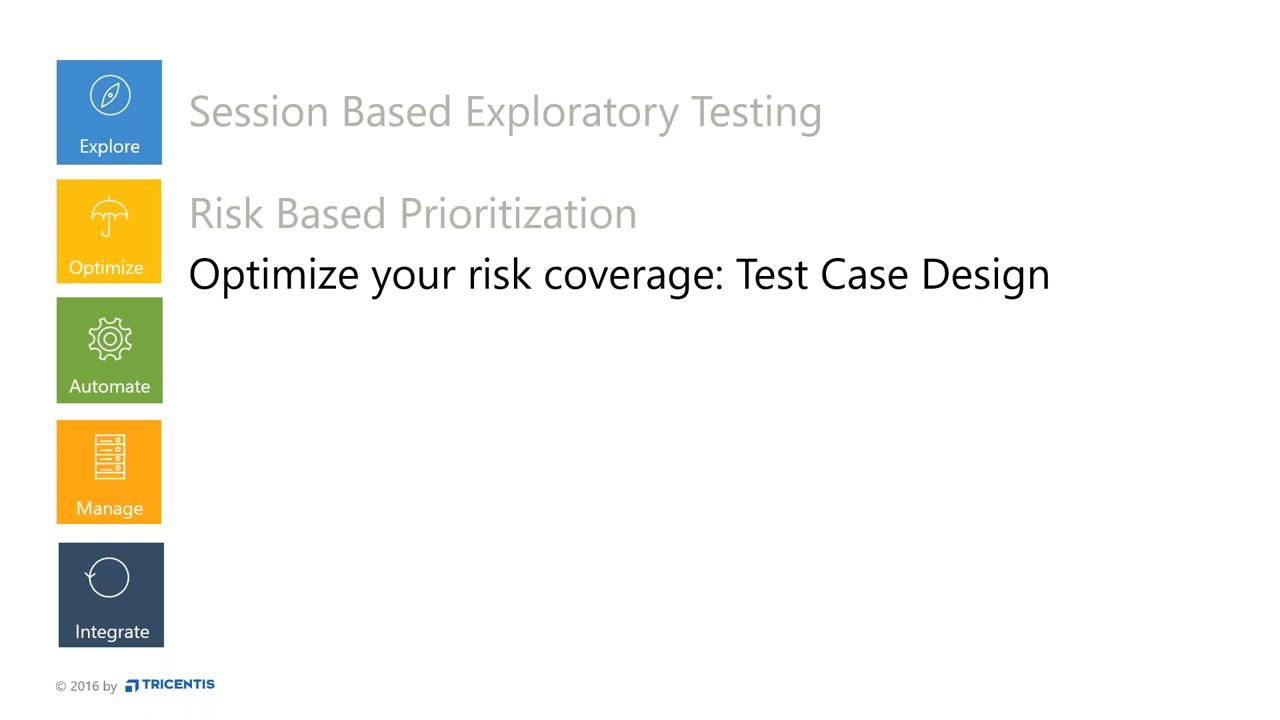 Explore
Session Based Exploratory Testing
Optimize
Risk Based Prioritization
Optimize your risk coverage: Test Case Design
Automate
Manage
Integrate
© 2016 by TRICENTIS